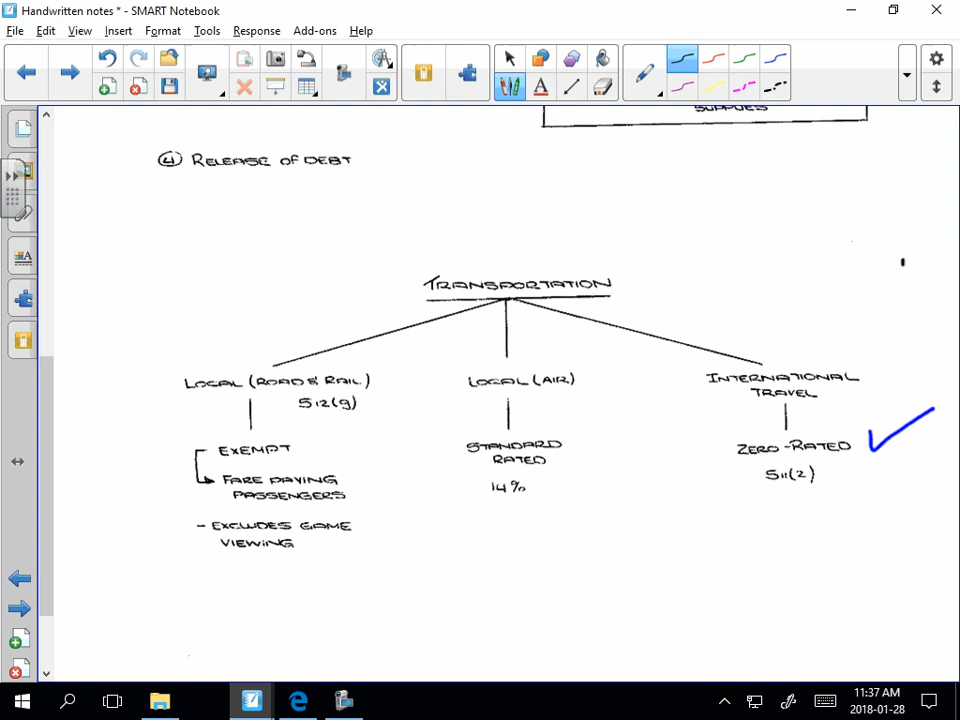 Handwritten notes * - SMART Notebook
File Edit View Insert Format Tools Response Add-ons Help
SUPPLIES
④ RELEASE OF DEBT
TRANSPORTATION
LOCAL (ROAD & RAIL)
S12(g)
EXEMPT
FARE PAYING
PASSENGERS
- EXCLUDES GAME
VIEWING
LOCAL (AIR)
STANDARD
RATED
14%
INTERNATIONAL
TRAVEL
ZERO-RATED
S11(2)
11:37 AM
2018-01-28